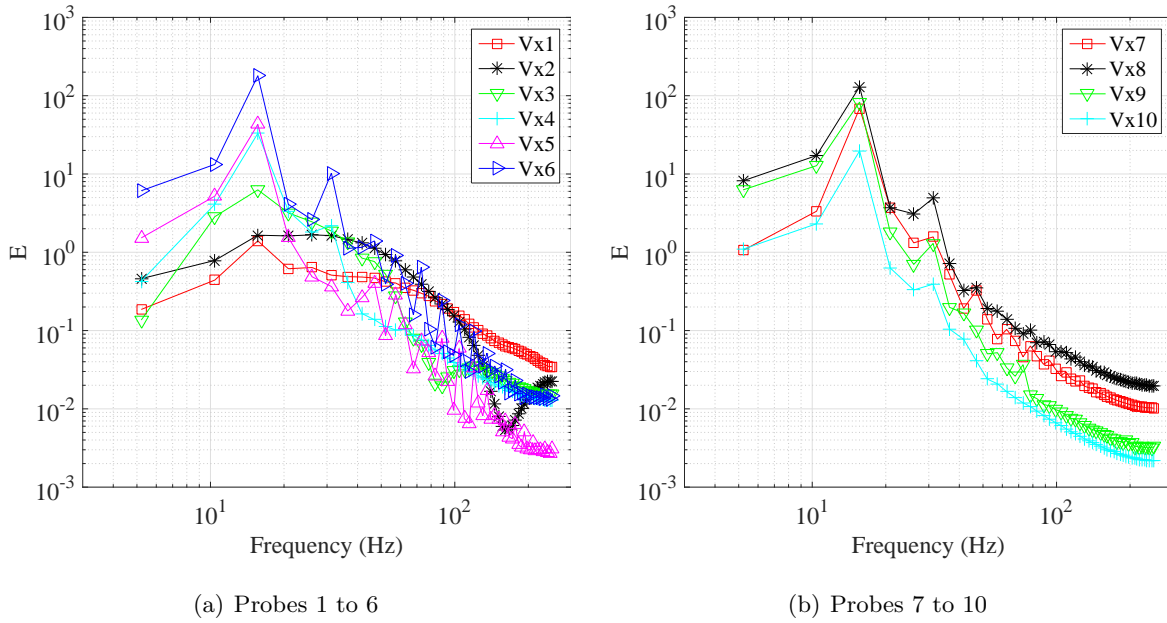 10^3
10^2
10^1
10^0
10^-1
10^-2
10^-3
E
10^1
10^2
Frequency (Hz)
Vx1
Vx2
Vx3
Vx4
Vx5
Vx6
(a) Probes 1 to 6
10^3
10^2
10^1
10^0
10^-1
10^-2
10^-3
E
10^1
10^2
Frequency (Hz)
Vx7
Vx8
Vx9
Vx10
(b) Probes 7 to 10